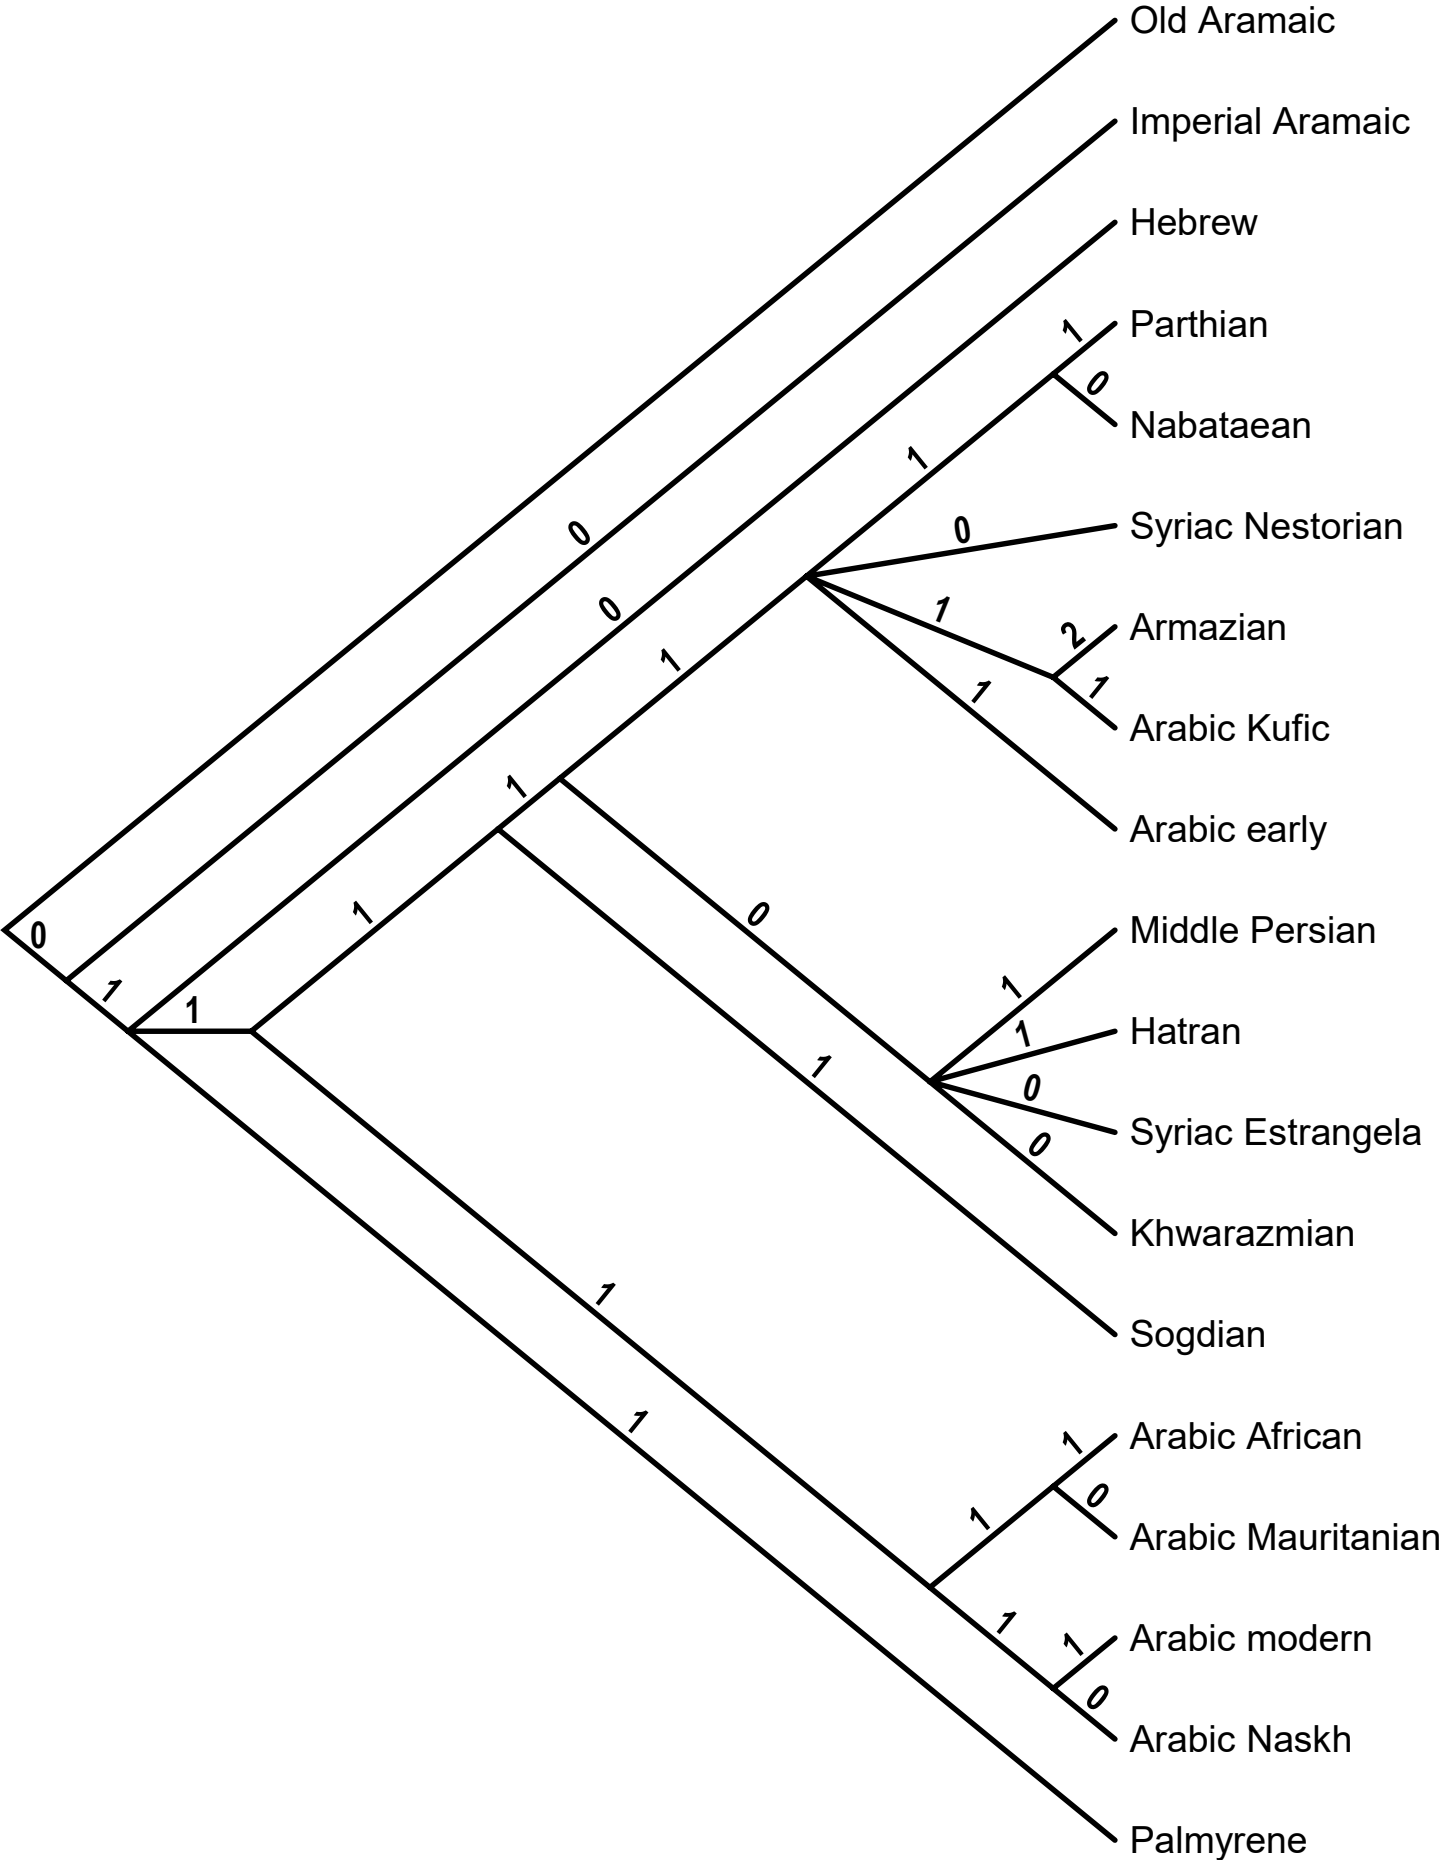 Old Aramaic
Imperial Aramaic
Hebrew
1
Parthian
0
Nabataean
1
0
Syriac Nestorian
0
1
2
Armazian
0
1
1
Arabic Kufic
1
1
Arabic early
1
0
0
Middle Persian
1
1
1
Hatran
1
0
Syriac Estrangela
1
0
Khwarazmian
1
Sogdian
1
1
Arabic African
0
1
Arabic Mauritanian
1
1
1
Arabic modern
0
Arabic Naskh
Palmyrene